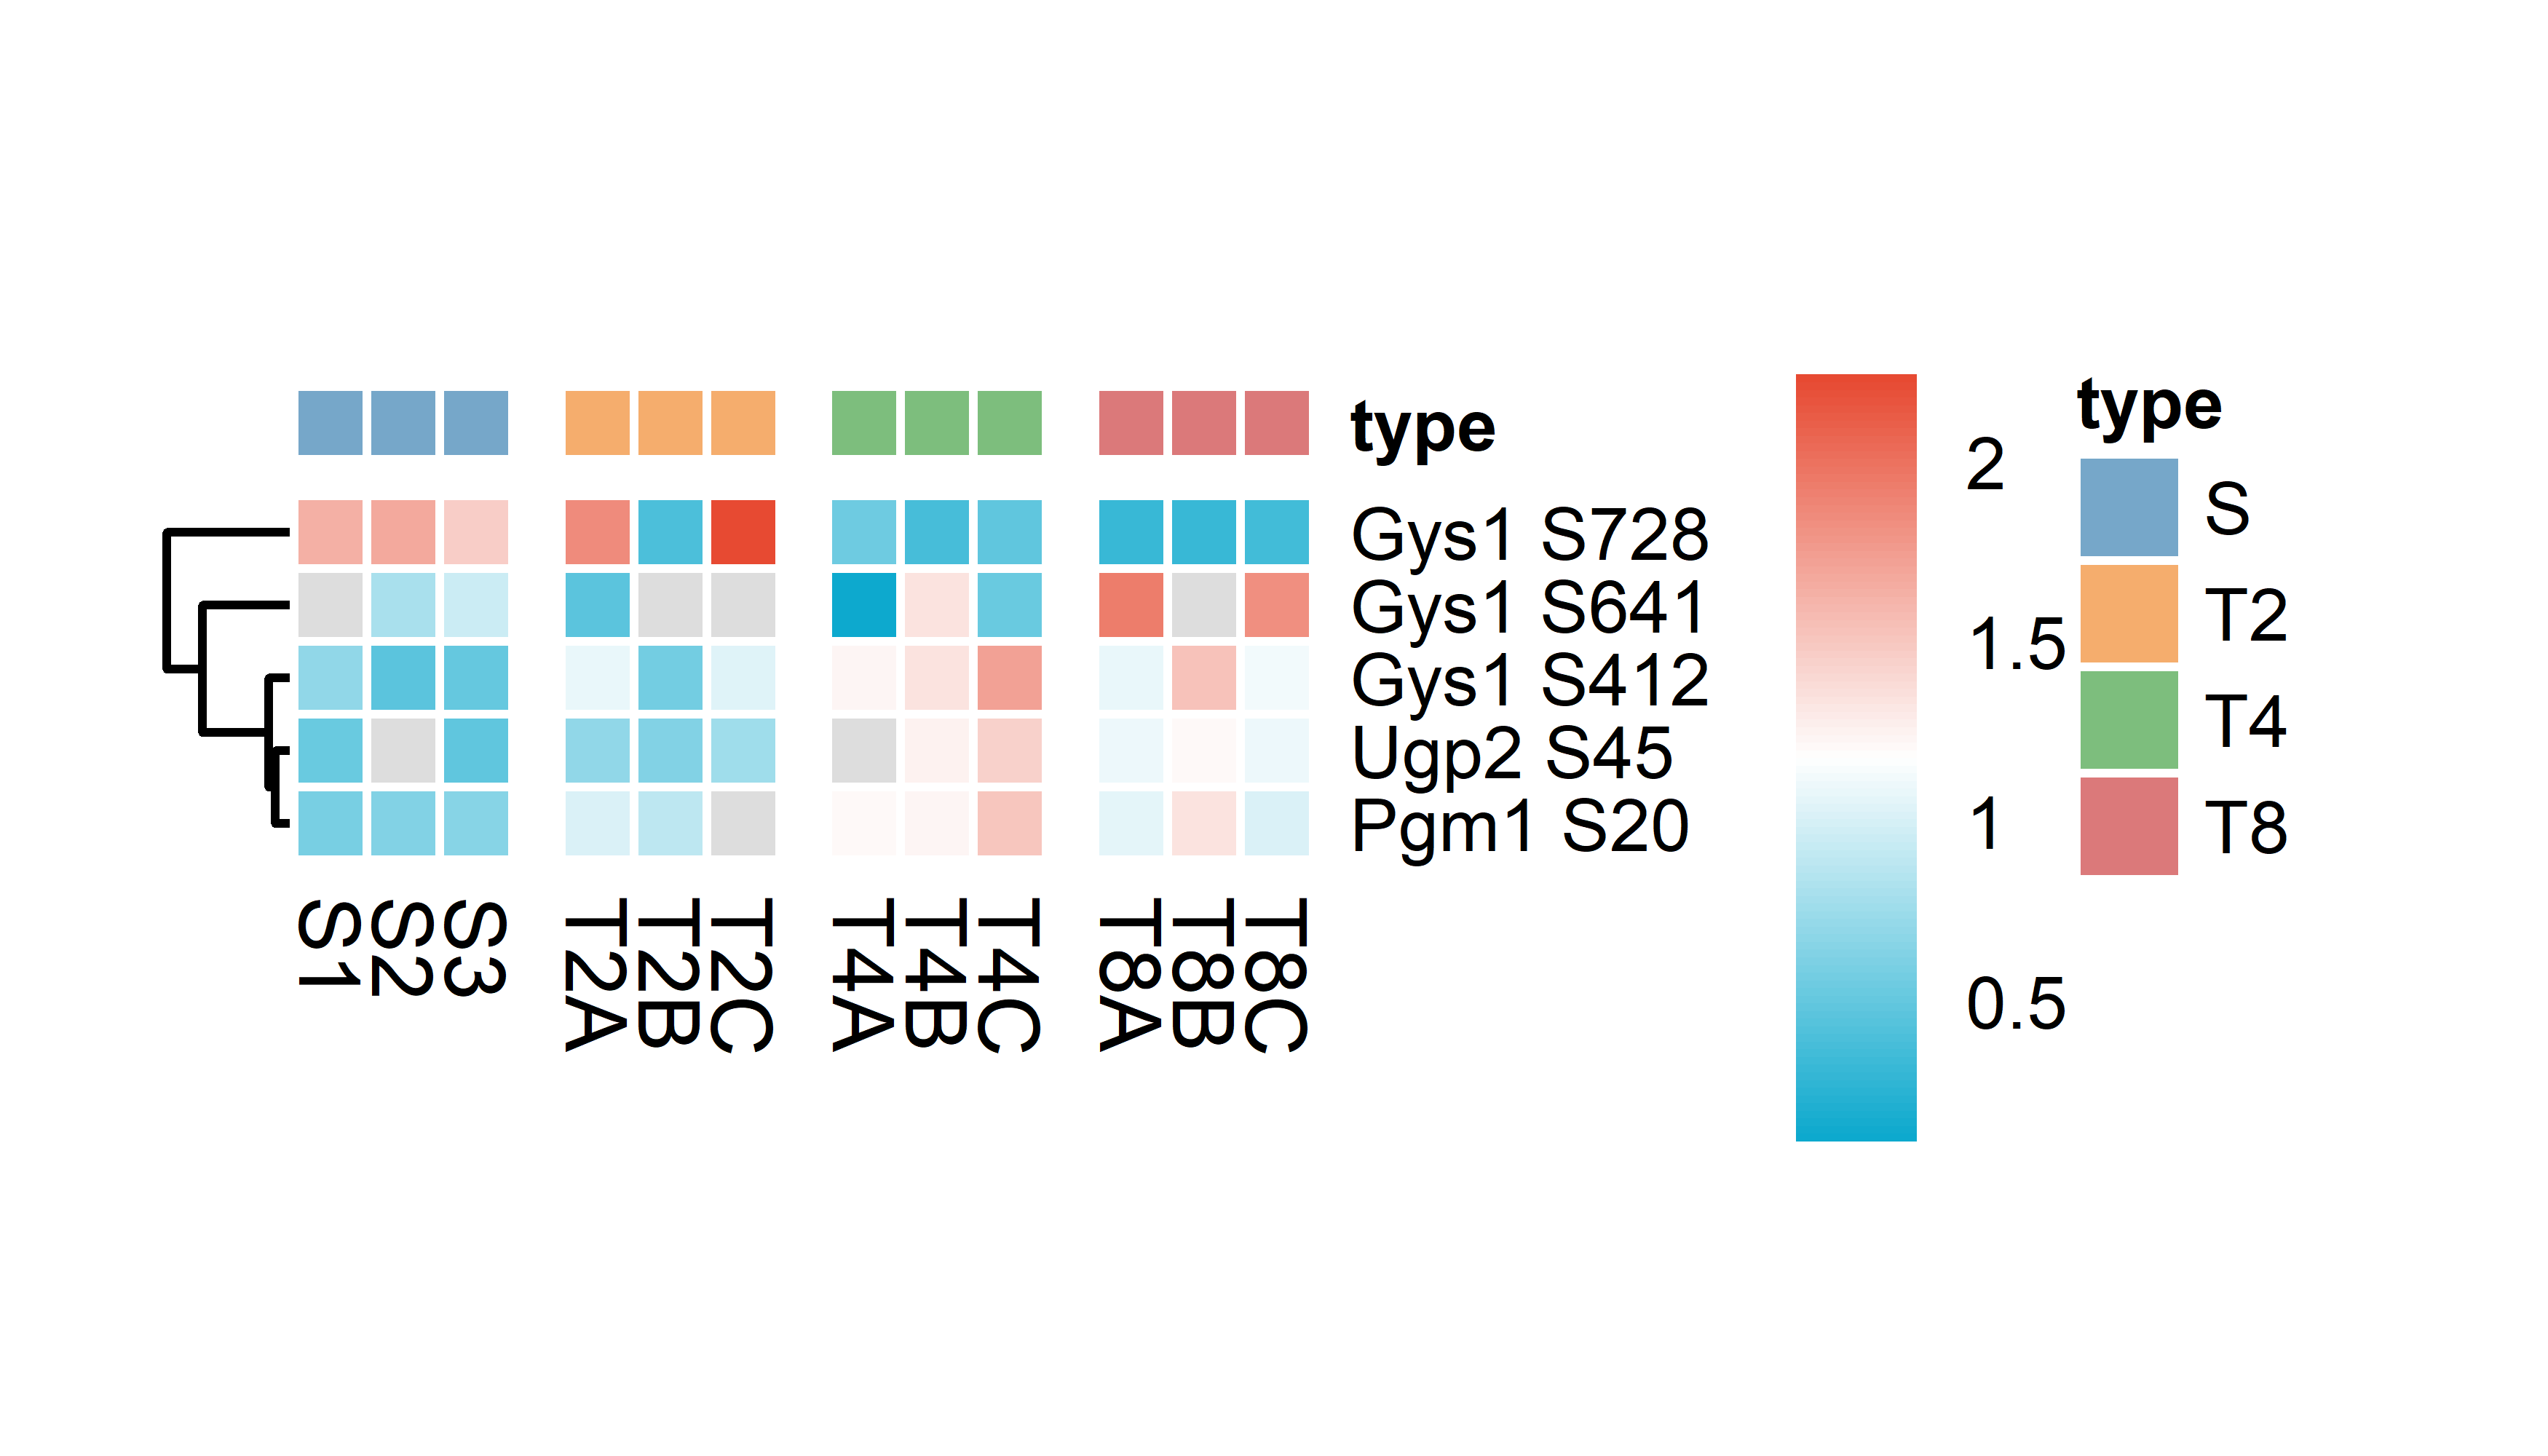 type
Gys1 S728
Gys1 S641
Gys1 S412
Ugp2 S45
Pgm1 S20
S1
S2
S3
T2A
T2B
T2C
T4A
T4B
T4C
T8A
T8B
T8C
2
1.5
1
0.5
type
S
T2
T4
T8